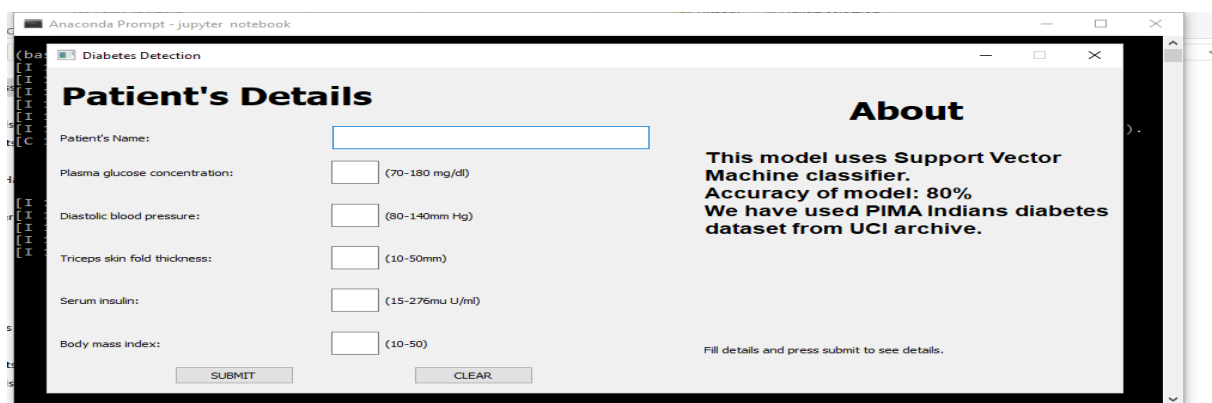 Anaconda Prompt - jupyter notebook
(bas
Diabetes Detection
[I
[I
[I
[I
[I
[I
[C
).
[I
[I
[I
[I
[I
Patient's Details
Patient's Name:
Plasma glucose concentration: (70-180 mg/dl)
Diastolic blood pressure: (80-140mm Hg)
Triceps skin fold thickness: (10-50mm)
Serum insulin: (15-276mu U/ml)
Body mass index: (10-50)
SUBMIT CLEAR
About
This model uses Support Vector
Machine classifier.
Accuracy of model: 80%
We have used PIMA Indians diabetes
dataset from UCI archive.
Fill details and press submit to see details.